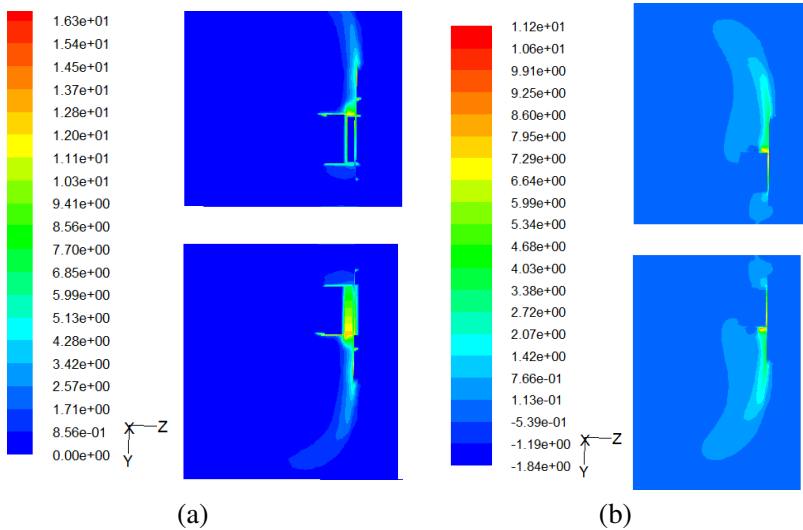 1.63e+01
1.54e+01
1.45e+01
1.37e+01
1.28e+01
1.20e+01
1.11e+01
1.03e+01
9.41e+00
8.56e+00
7.70e+00
6.85e+00
5.99e+00
5.13e+00
4.28e+00
3.42e+00
2.57e+00
1.71e+00
8.56e-01
0.00e+00
X Z
Y
(a)
1.12e+01
1.06e+01
9.91e+00
9.25e+00
8.60e+00
7.95e+00
7.29e+00
6.64e+00
5.99e+00
5.34e+00
4.68e+00
4.03e+00
3.38e+00
2.72e+00
2.07e+00
1.42e+00
7.66e-01
1.13e-01
-5.39e-01
-1.19e+00
-1.84e+00
X Z
Y
(b)